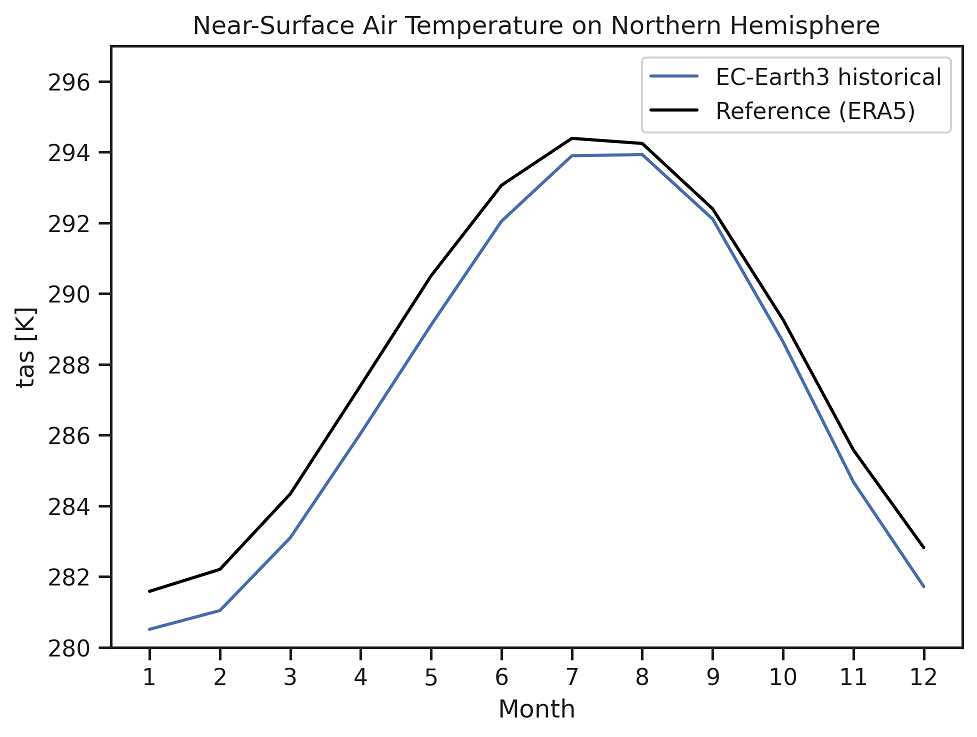 Near-Surface Air Temperature on Northern Hemisphere
EC-Earth3 historical
Reference (ERA5)
tas [K]
296
294
292
290
288
286
284
282
280
1 2 3 4 5 6 7 8 9 10 11 12
Month